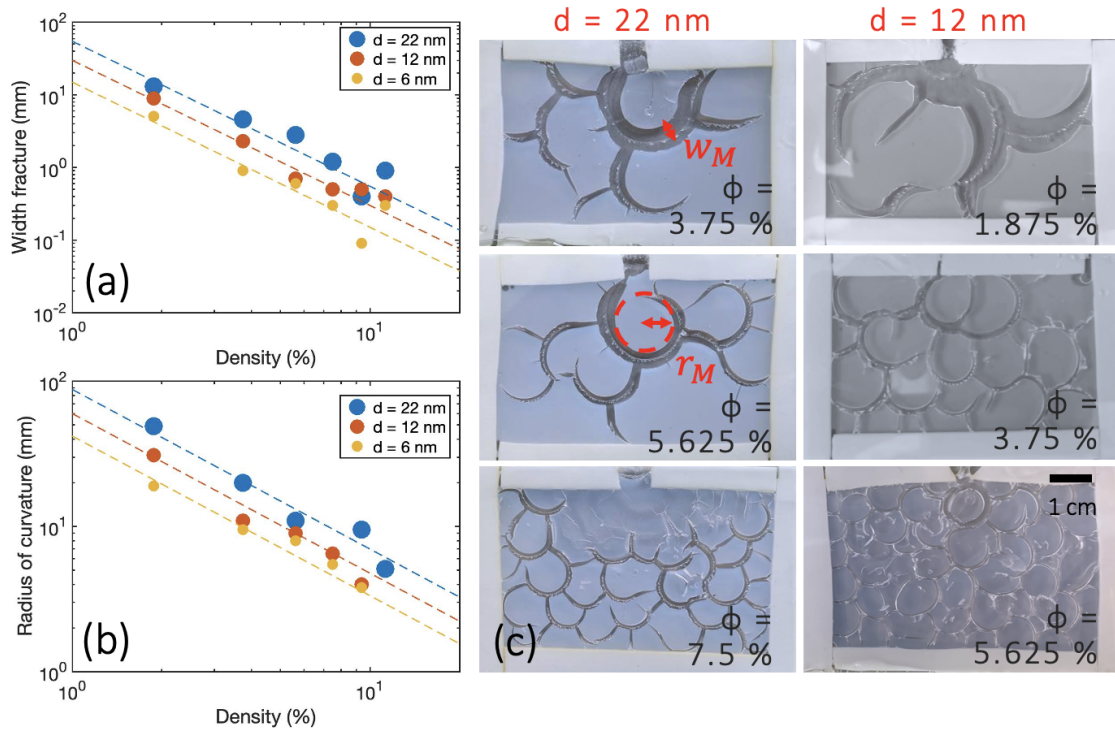 10²
10¹
10⁰
10⁻¹
10⁻²
10⁰
10¹
Width fracture (mm)
Density (%)
d = 22 nm
d = 12 nm
d = 6 nm
(a)
10²
10¹
10⁰
10⁰
10¹
Radius of curvature (mm)
Density (%)
d = 22 nm
d = 12 nm
d = 6 nm
(b)
d = 22 nm
d = 12 nm
w_M
ϕ =
3.75 %
ϕ =
1.875 %
r_M
ϕ =
5.625 %
ϕ =
3.75 %
(c)
ϕ =
7.5 %
1 cm
ϕ =
5.625 %